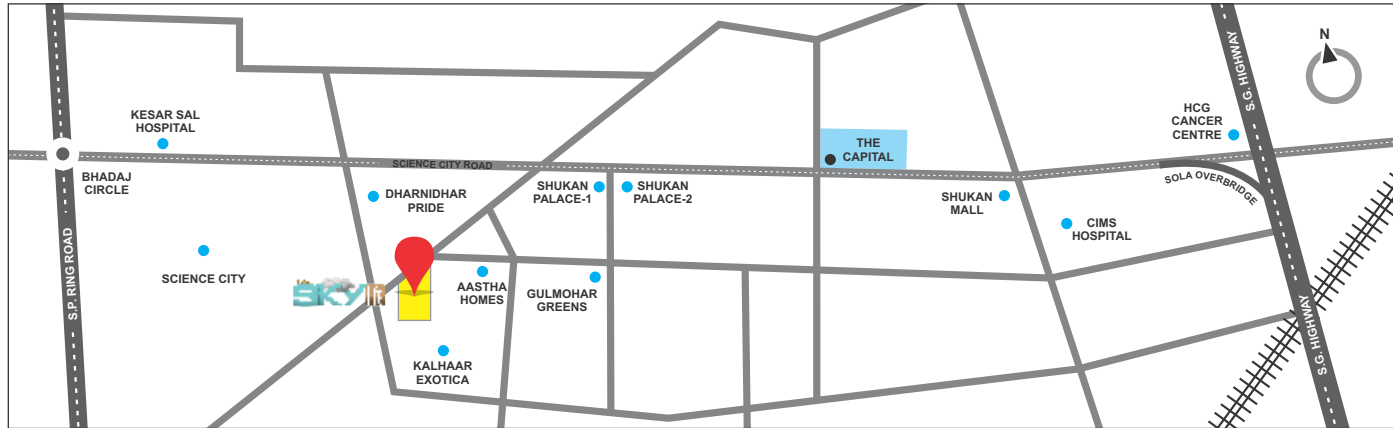 N
S.G. HIGHWAY
HCG
CANCER
CENTRE
KESAR SAL
HOSPITAL
THE
CAPITAL
SCIENCE CITY ROAD
BHADAJ
CIRCLE
SOLA OVERBRIDGE
DHARNIDHAR
PRIDE
SHUKAN
PALACE-1
SHUKAN
PALACE-2
SHUKAN
MALL
CIMS
HOSPITAL
S.P. RING ROAD
SCIENCE CITY
SKY
AASTHA
HOMES
GULMOHAR
GREENS
S.G. HIGHWAY
KALHAAR
EXOTICA